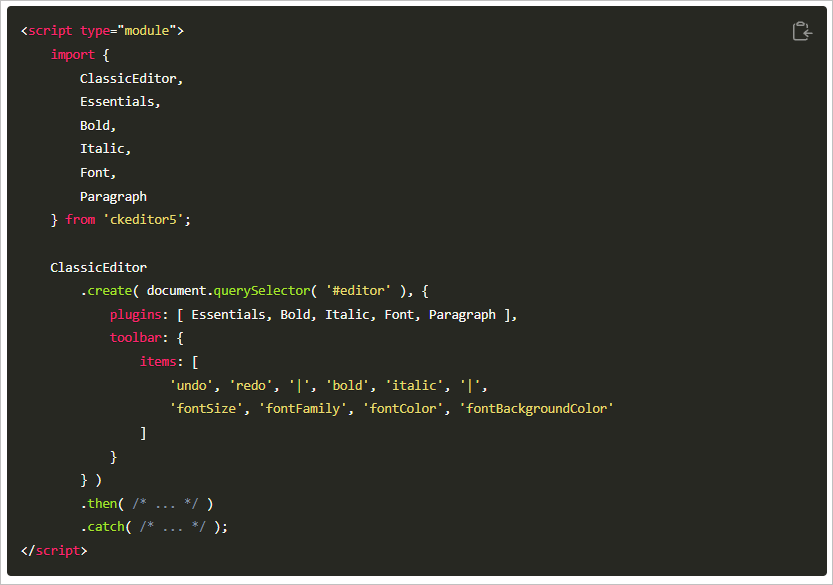 <script type="module">
    import {
        ClassicEditor,
        Essentials,
        Bold,
        Italic,
        Font,
        Paragraph
    } from 'ckeditor5';

    ClassicEditor
        .create( document.querySelector( '#editor' ), {
            plugins: [ Essentials, Bold, Italic, Font, Paragraph ],
            toolbar: {
                items: [
                    'undo', 'redo', '|', 'bold', 'italic', '|',
                    'fontSize', 'fontFamily', 'fontColor', 'fontBackgroundColor'
                ]
            }
        } )
        .then( /* ... */ )
        .catch( /* ... */ );
</script>